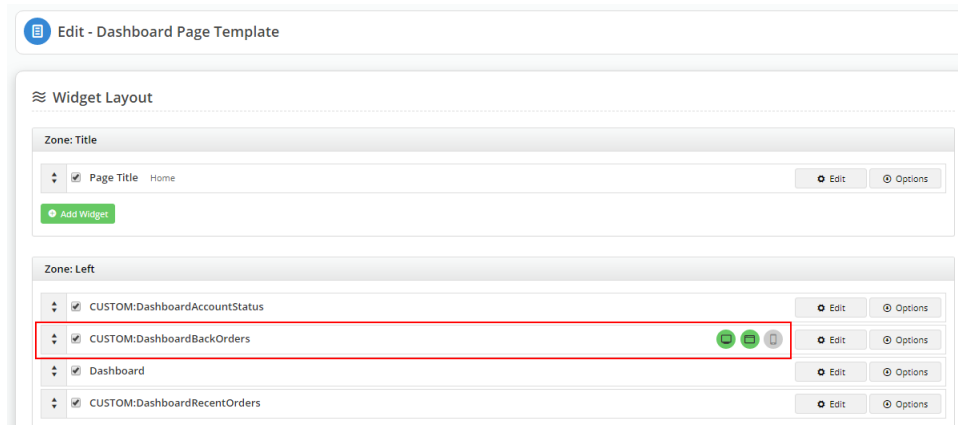 Edit - Dashboard Page Template
Widget Layout
Zone: Title
Page Title Home Edit Options
Add Widget
Zone: Left
CUSTOM:DashboardAccountStatus Edit Options
CUSTOM:DashboardBackOrders Edit Options
Dashboard Edit Options
CUSTOM:DashboardRecentOrders Edit Options